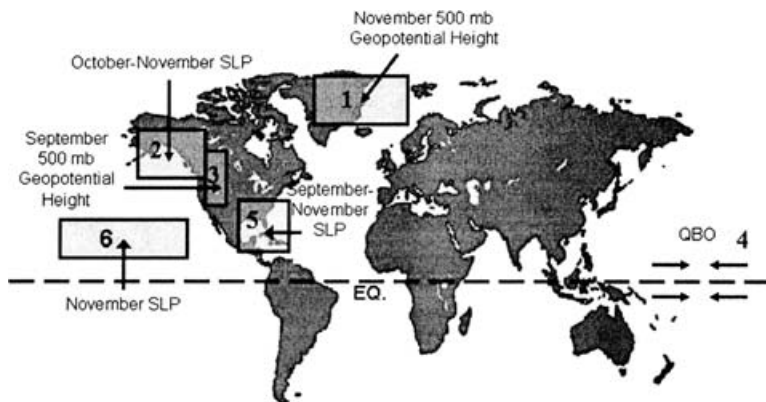 November 500 mb
Geopotential Height
October-November SLP
1
September
500 mb
Geopotential
Height
2
3
September-
November
SLP
5
6
QBO
4
EQ.
November SLP